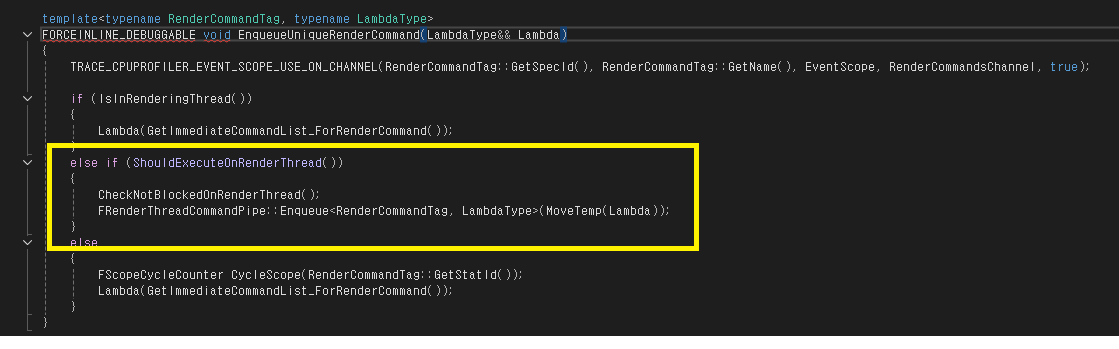 template<typename RenderCommandTag, typename LambdaType>
FORCEINLINE_DEBUGGABLE void EnqueueUniqueRenderCommand(LambdaType&& Lambda)
{
TRACE_CPUPROFILER_EVENT_SCOPE_USE_ON_CHANNEL(RenderCommandTag::GetSpecId(), RenderCommandTag::GetName(), EventScope, RenderCommandsChannel, true);
if (IsInRenderingThread())
{
Lambda(GetImmediateCommandList_ForRenderCommand());
}
else if (ShouldExecuteOnRenderThread())
{
CheckNotBlockedOnRenderThread();
FRenderThreadCommandPipe::Enqueue<RenderCommandTag, LambdaType>(MoveTemp(Lambda));
}
else
{
FScopeCycleCounter CycleScope(RenderCommandTag::GetStatId());
Lambda(GetImmediateCommandList_ForRenderCommand());
}
}